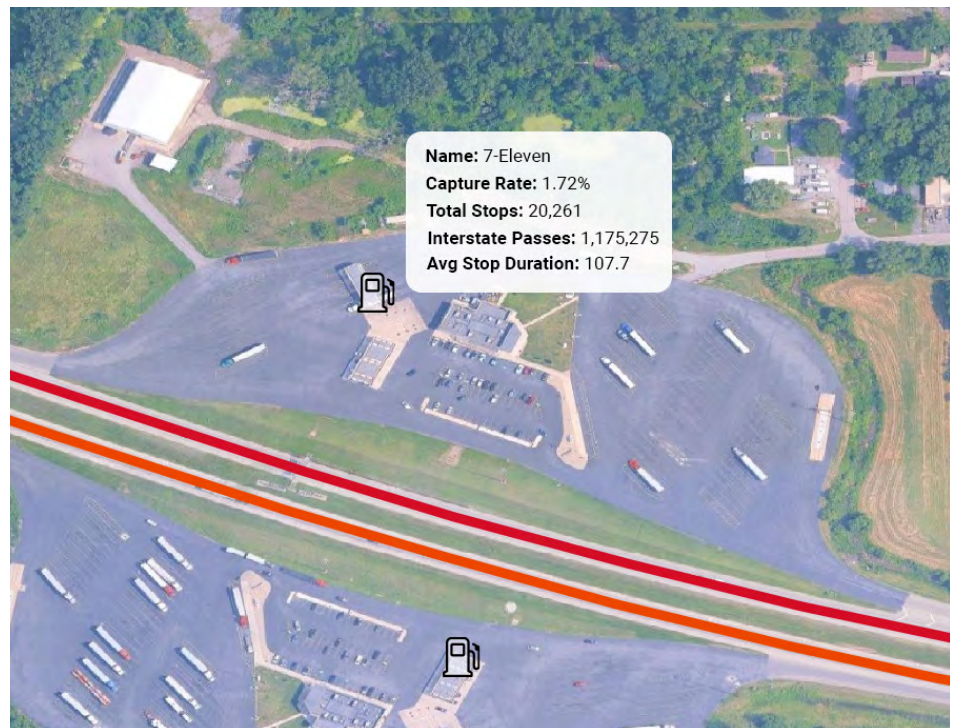 Name: 7-Eleven
Capture Rate: 1.72%
Total Stops: 20,261
Interstate Passes: 1,175,275
Avg Stop Duration: 107.7